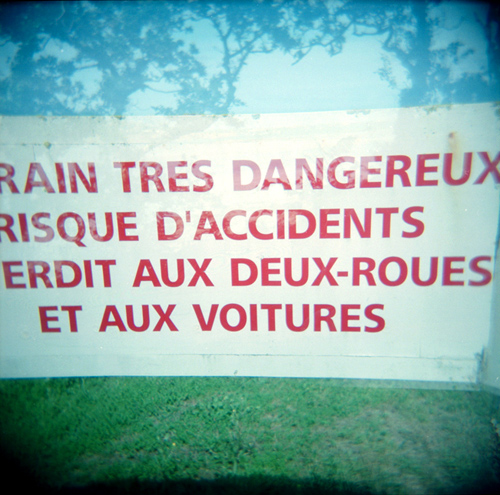 RAIN TRES DANGEREUX
RISQUE D'ACCIDENTS
ERDIT AUX DEUX-ROUES
ET AUX VOITURES